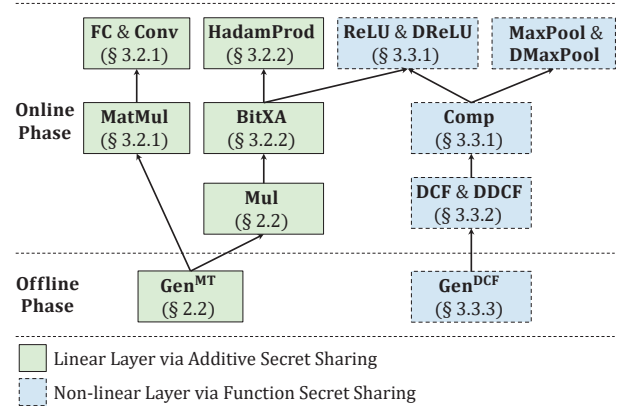 FC & Conv
(§ 3.2.1)
HadamProd
(§ 3.2.2)
ReLU & DReLU
(§ 3.3.1)
MaxPool &
DMaxPool
Online
Phase
MatMul
(§ 3.2.1)
BitXA
(§ 3.2.2)
Comp
(§ 3.3.1)
Mul
(§ 2.2)
DCF & DDCF
(§ 3.3.2)
Offline
Phase
Gen^MT
(§ 2.2)
Gen^DCF
(§ 3.3.3)
Linear Layer via Additive Secret Sharing
Non-linear Layer via Function Secret Sharing